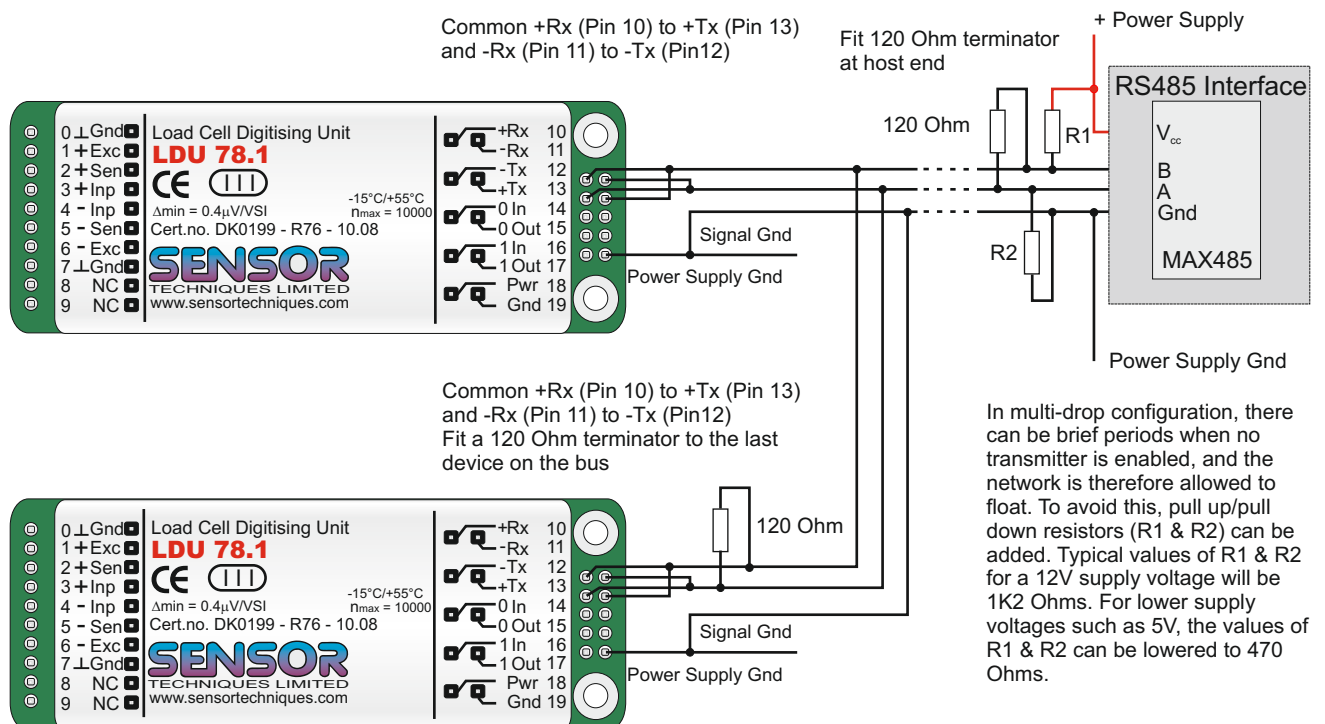 Common +Rx (Pin 10) to +Tx (Pin 13)
and -Rx (Pin 11) to -Tx (Pin12)
Fit 120 Ohm terminator
at host end
+ Power Supply
RS485 Interface
120 Ohm
R1
Vcc
B
A
Gnd
MAX485
R2
Power Supply Gnd
0 ⊥ Gnd
1 + Exc
2 + Sen
3 + Inp
4 - Inp
5 - Sen
6 - Exc
7 ⊥ Gnd
8 NC
9 NC
Load Cell Digitising Unit
LDU 78.1
CE
-15°C/+55°C
Δmin = 0.4µV/VSI
nmax = 10000
Cert.no. DK0199 - R76 - 10.08
SENSOR
TECHNIQUES LIMITED
www.sensortechniques.com
+Rx 10
-Rx 11
-Tx 12
+Tx 13
0 In 14
0 Out 15
1 In 16
1 Out 17
Pwr 18
Gnd 19
Signal Gnd
Power Supply Gnd
Common +Rx (Pin 10) to +Tx (Pin 13)
and -Rx (Pin 11) to -Tx (Pin12)
Fit a 120 Ohm terminator to the last
device on the bus
In multi-drop configuration, there
can be brief periods when no
transmitter is enabled, and the
network is therefore allowed to
float. To avoid this, pull up/pull
down resistors (R1 & R2) can be
added. Typical values of R1 & R2
for a 12V supply voltage will be
1K2 Ohms. For lower supply
voltages such as 5V, the values of
R1 & R2 can be lowered to 470
Ohms.
0 ⊥ Gnd
1 + Exc
2 + Sen
3 + Inp
4 - Inp
5 - Sen
6 - Exc
7 ⊥ Gnd
8 NC
9 NC
Load Cell Digitising Unit
LDU 78.1
CE
-15°C/+55°C
Δmin = 0.4µV/VSI
nmax = 10000
Cert.no. DK0199 - R76 - 10.08
SENSOR
TECHNIQUES LIMITED
www.sensortechniques.com
+Rx 10
-Rx 11
-Tx 12
+Tx 13
0 In 14
0 Out 15
1 In 16
1 Out 17
Pwr 18
Gnd 19
120 Ohm
Signal Gnd
Power Supply Gnd